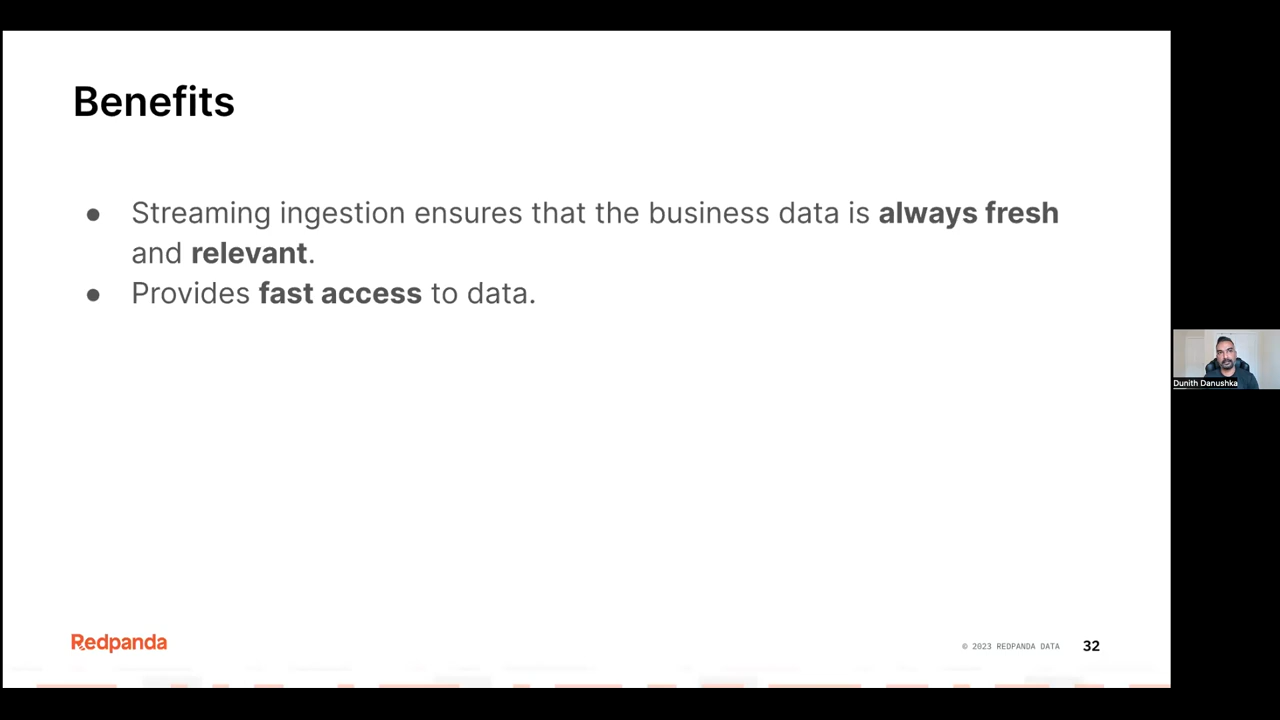 Benefits
● Streaming ingestion ensures that the business data is always fresh
and relevant.
● Provides fast access to data.
Dunith Danushka
Redpanda
© 2023 REDPANDA DATA
32